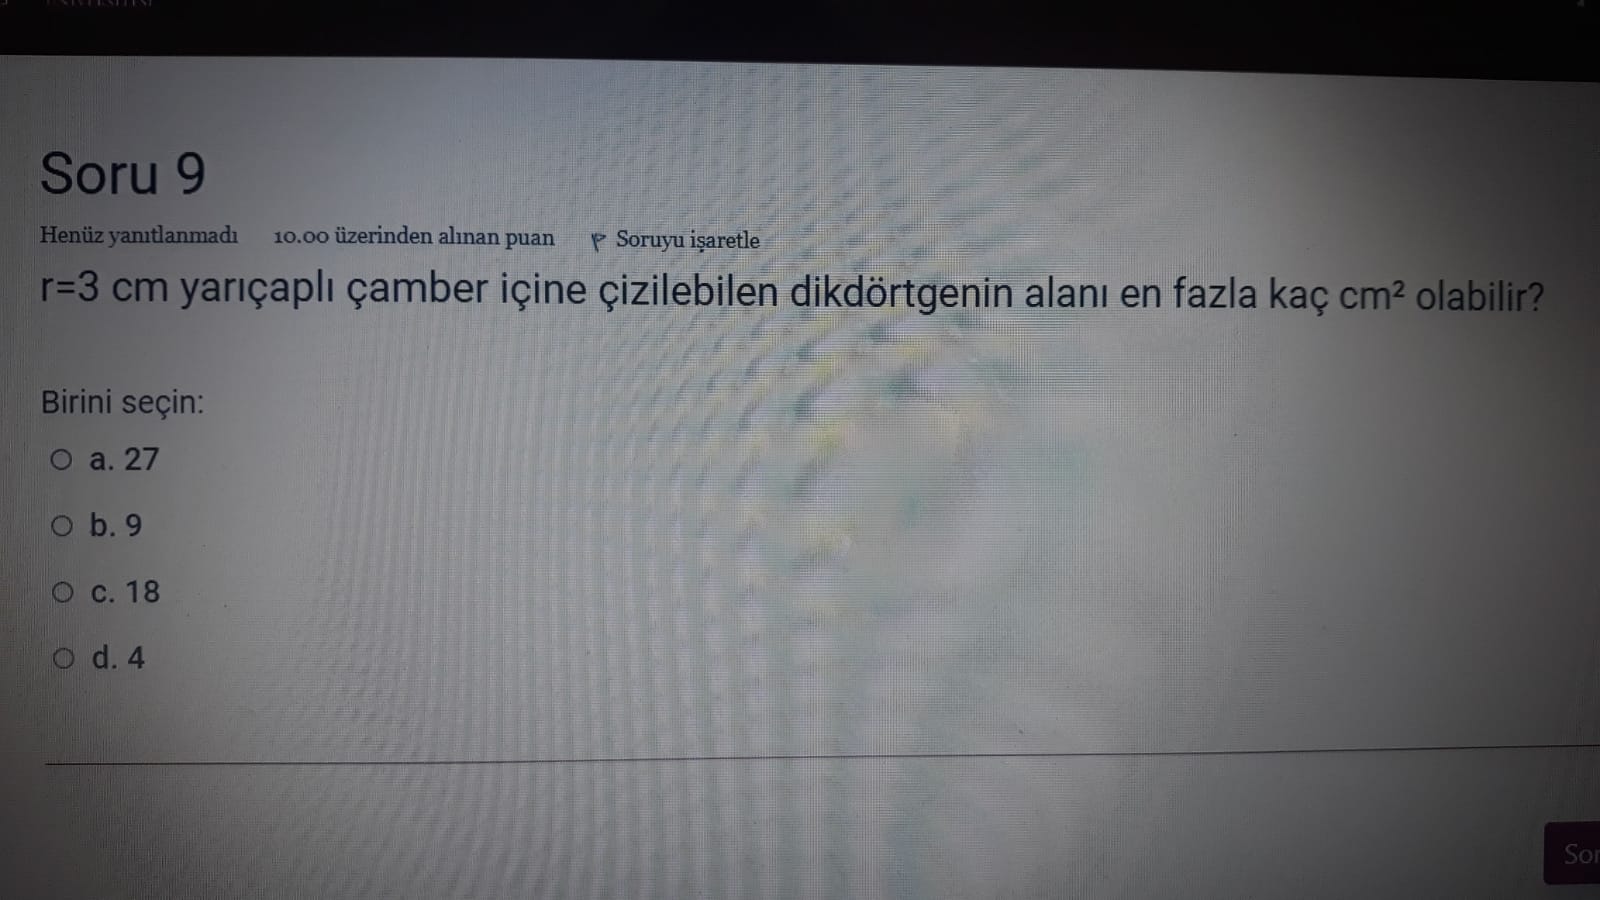 Soru 9
Henüz yanıtlanmadı 10.00 üzerinden alınan puan Soruyu işaretle
r=3 cm yarıçaplı çamber içine çizilebilen dikdörtgenin alanı en fazla kaç cm² olabilir?
Birini seçin:
a. 27
b. 9
c. 18
d. 4